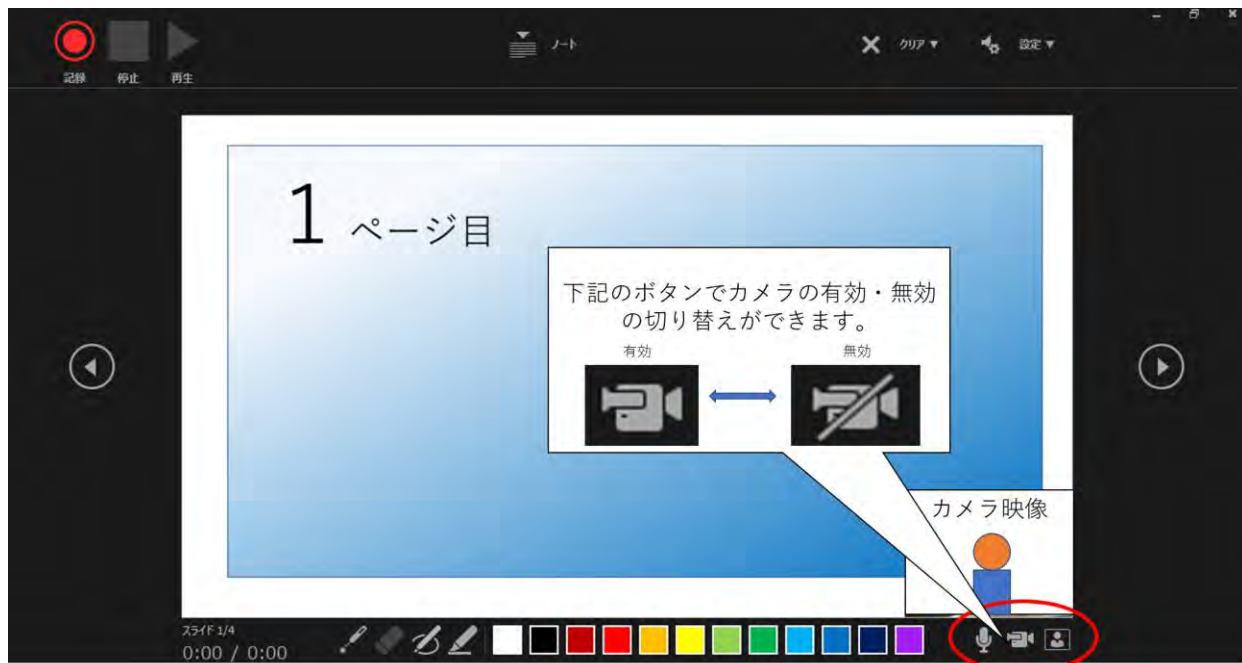 記録
停止
再生
ノート
クリア▼
設定▼
1 ページ目
下記のボタンでカメラの有効・無効
の切り替えができます。
有効
無効
カメラ映像
スライド 1/4
0:00 / 0:00